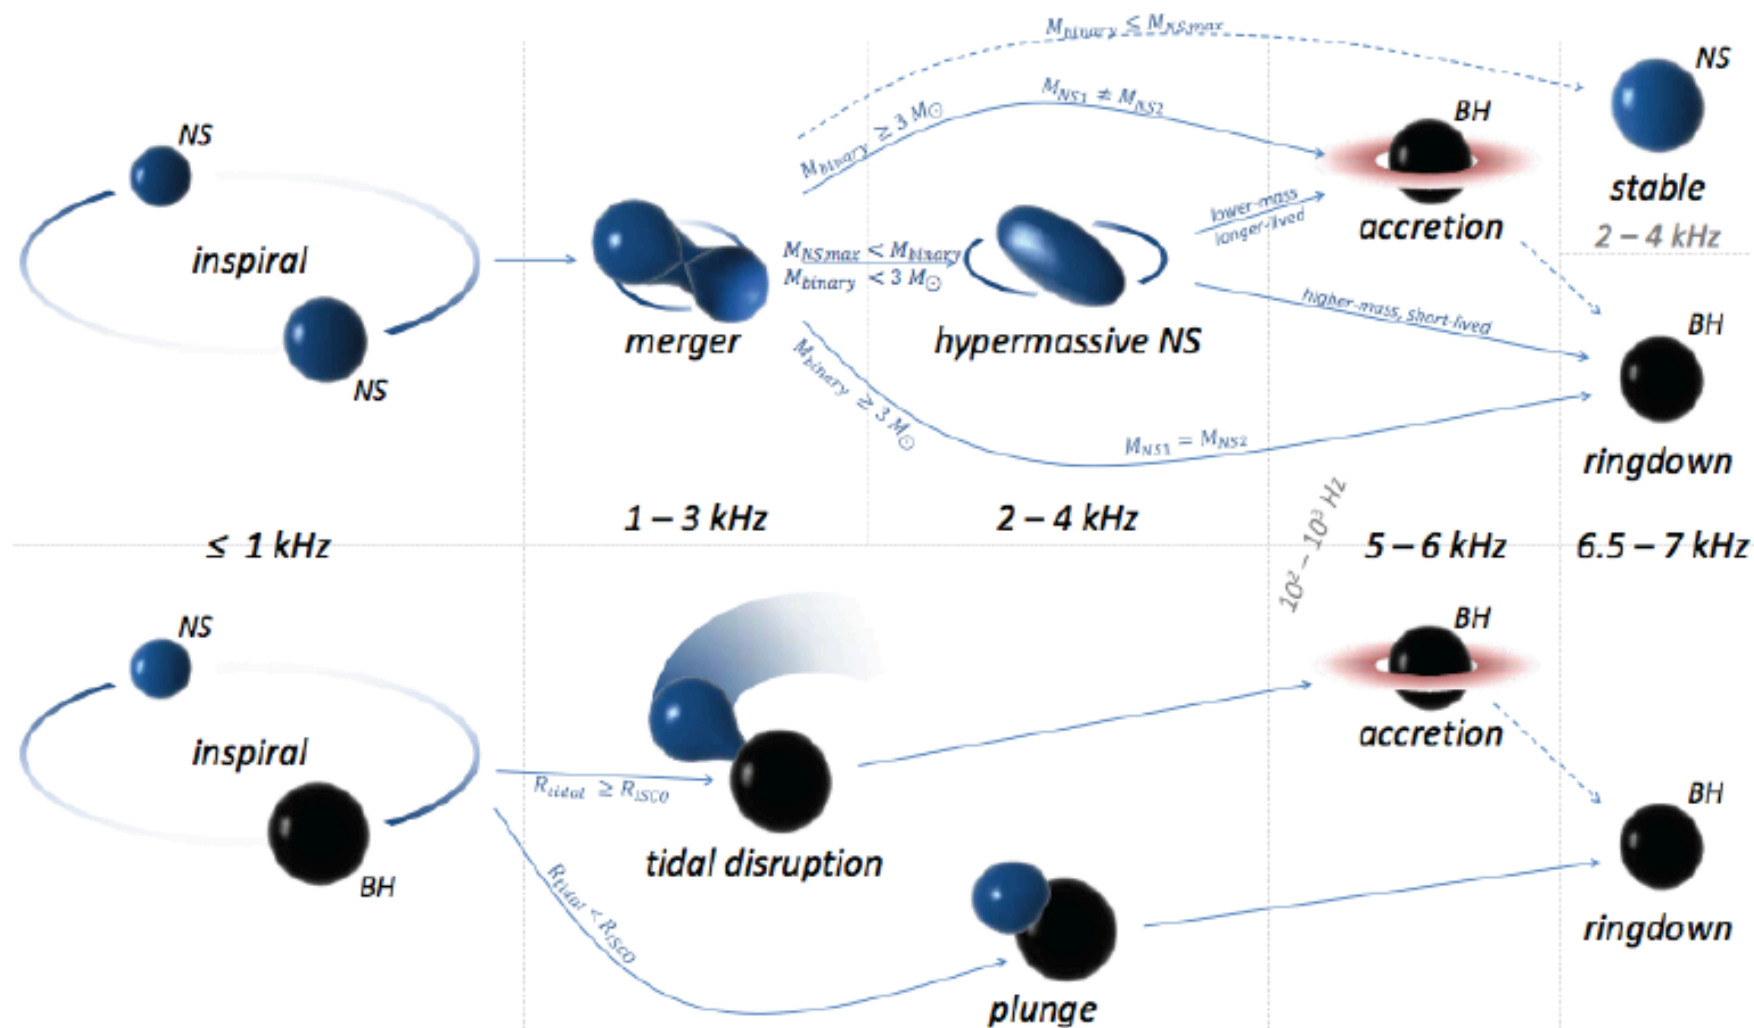 M_binary ≤ M_NSmax
NS
NS
M_NS1 ≠ M_NS2
BH
M_binary ≥ 3 M_⊙
stable
inspiral
lower-mass
longer-lived
accretion
2 – 4 kHz
M_NSmax < M_binary
M_binary < 3 M_⊙
higher-mass, short-lived
BH
merger
hypermassive NS
NS
M_binary ≥ 3 M_⊙
M_NS1 = M_NS2
ringdown
≤ 1 kHz
1 – 3 kHz
2 – 4 kHz
10² – 10³ Hz
5 – 6 kHz
6.5 – 7 kHz
NS
BH
inspiral
accretion
R_tidal ≥ R_ISCO
BH
BH
tidal disruption
R_tidal < R_ISCO
ringdown
plunge